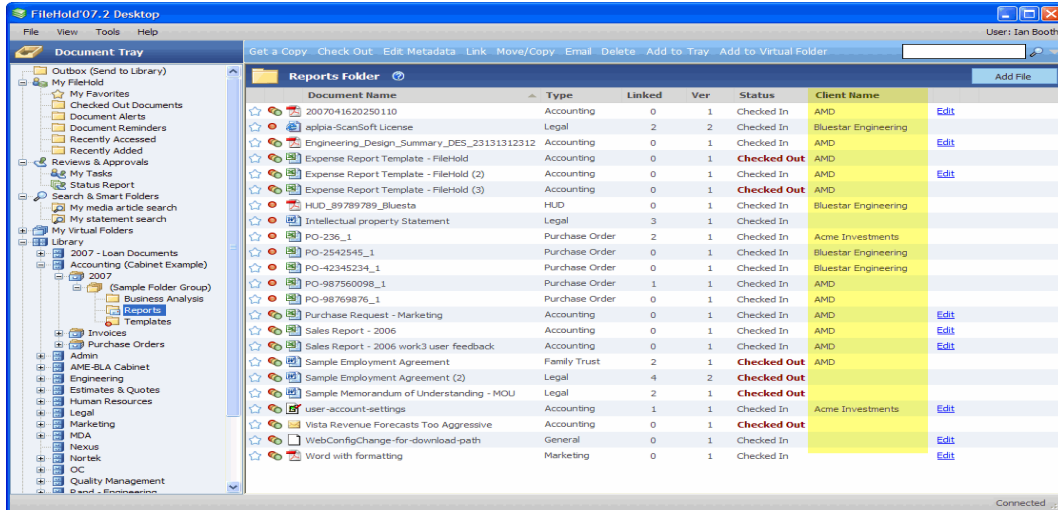 FileHold'07.2 Desktop
File View Tools Help User: Ian Booth
Document Tray
Get a Copy Check Out Edit Metadata Link Move/Copy Email Delete Add to Tray Add to Virtual Folder
Outbox (Send to Library)
My FileHold
My Favorites
Checked Out Documents
Document Alerts
Document Reminders
Recently Accessed
Recently Added
Reviews & Approvals
My Tasks
Status Report
Search & Smart Folders
My media article search
My statement search
My Virtual Folders
Library
2007 - Loan Documents
Accounting (Cabinet Example)
2007
(Sample Folder Group)
Business Analysis
Reports
Templates
Invoices
Purchase Orders
Admin
AME-BLA Cabinet
Engineering
Estimates & Quotes
Human Resources
Legal
Marketing
MDA
Nexus
Nortek
OC
Quality Management
Rand - Engineering
Reports Folder Add File
Document Name Type Linked Ver Status Client Name
2007041620250110 Accounting 0 1 Checked In AMD Edit
aplpia-ScanSoft License Legal 2 2 Checked In Bluestar Engineering
Engineering_Design_Summary_DES_23131312312 Accounting 0 1 Checked In AMD Edit
Expense Report Template - FileHold Accounting 0 1 Checked Out AMD
Expense Report Template - FileHold (2) Accounting 0 1 Checked In AMD Edit
Expense Report Template - FileHold (3) Accounting 0 1 Checked Out AMD
HUD_89789789_Bluesta HUD 0 1 Checked In Bluestar Engineering
Intellectual property Statement Legal 3 1 Checked In
PO-236_1 Purchase Order 2 1 Checked In Acme Investments
PO-2542545_1 Purchase Order 0 1 Checked In Bluestar Engineering
PO-42345234_1 Purchase Order 0 1 Checked In Bluestar Engineering
PO-987560098_1 Purchase Order 1 1 Checked In AMD
PO-98769876_1 Purchase Order 0 1 Checked In AMD
Purchase Request - Marketing Accounting 0 1 Checked In AMD Edit
Sales Report - 2006 Accounting 0 1 Checked In AMD Edit
Sales Report - 2006 work3 user feedback Accounting 0 1 Checked In AMD Edit
Sample Employment Agreement Family Trust 2 1 Checked Out AMD
Sample Employment Agreement (2) Legal 4 2 Checked Out
Sample Memorandum of Understanding - MOU Legal 2 1 Checked Out
user-account-settings Accounting 1 1 Checked In Acme Investments Edit
Vista Revenue Forecasts Too Aggressive Accounting 0 1 Checked Out
WebConfigChange-for-download-path General 0 1 Checked In Edit
Word with formatting Marketing 0 1 Checked In Edit
Connected